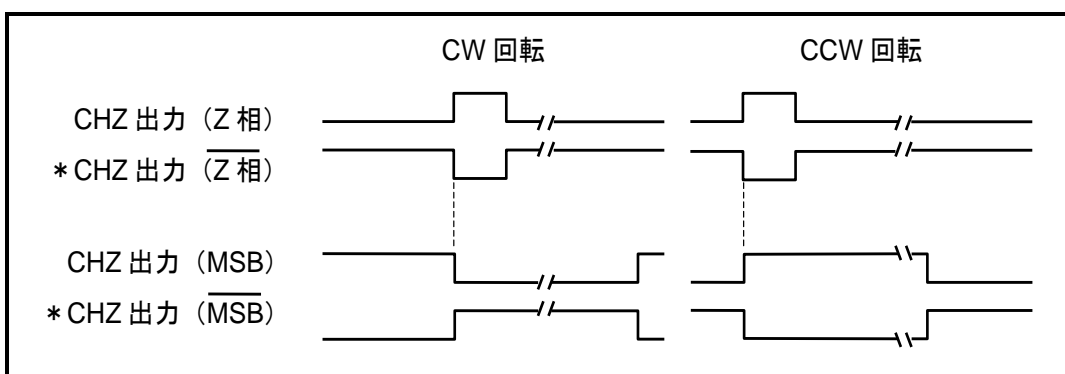 CW 回転
CCW 回転
CHZ 出力（Z 相）
*CHZ 出力（Z 相）
CHZ 出力（MSB）
*CHZ 出力（MSB）